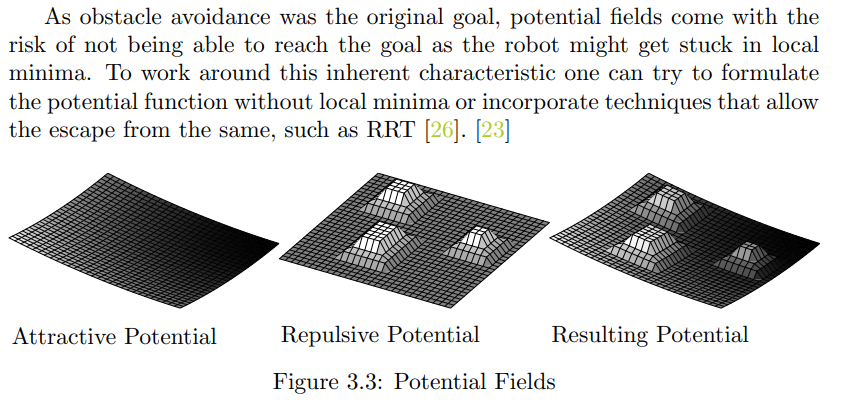 As obstacle avoidance was the original goal, potential fields come with the
risk of not being able to reach the goal as the robot might get stuck in local
minima. To work around this inherent characteristic one can try to formulate
the potential function without local minima or incorporate techniques that allow
the escape from the same, such as RRT [26]. [23]
Attractive Potential
Repulsive Potential
Resulting Potential
Figure 3.3: Potential Fields